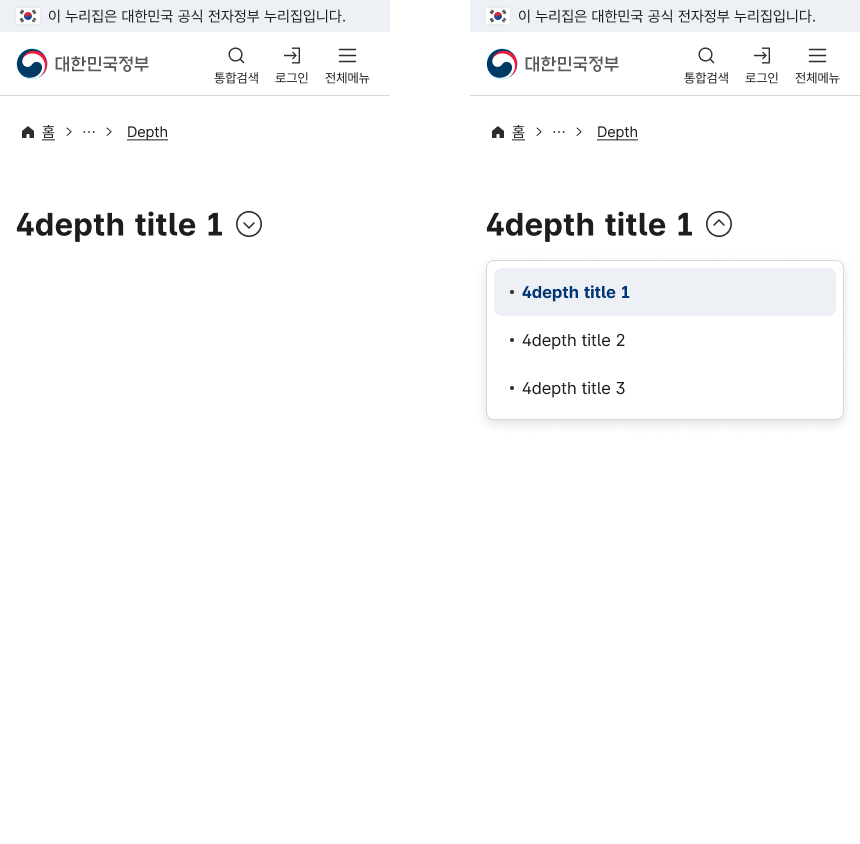 이 누리집은 대한민국 공식 전자정부 누리집입니다.
대한민국정부
통합검색 로그인 전체메뉴
홈 > ··· > Depth
4depth title 1
이 누리집은 대한민국 공식 전자정부 누리집입니다.
대한민국정부
통합검색 로그인 전체메뉴
홈 > ··· > Depth
4depth title 1
• 4depth title 1
• 4depth title 2
• 4depth title 3